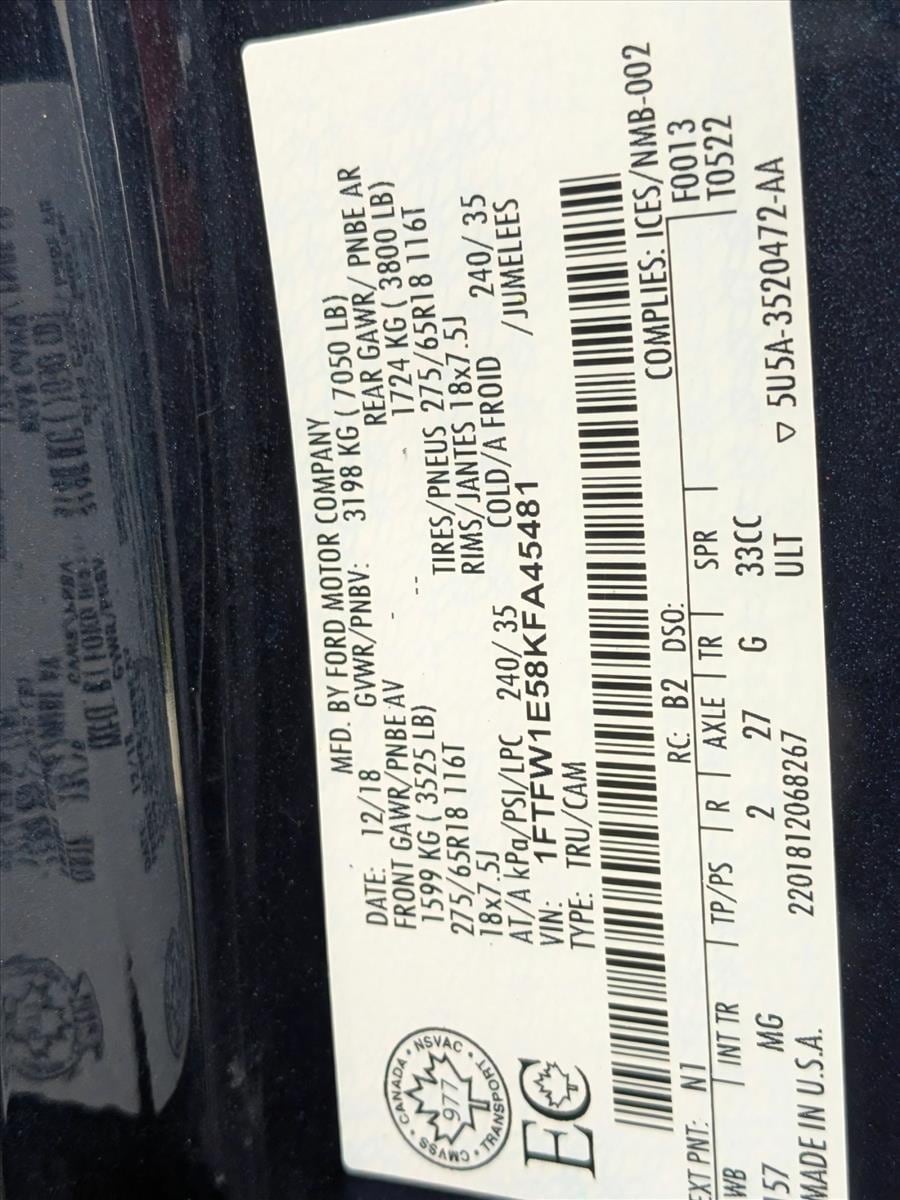 MFD. BY FORD MOTOR COMPANY
DATE: 12/18 GVWR/PNBV: 3198 KG ( 7050 LB)
FRONT GAWR/PNBE AV - REAR GAWR/ PNBE AR
1599 KG ( 3525 LB) -- 1724 KG ( 3800 LB)
275/65R18 116T TIRES/PNEUS 275/65R18 116T
18x7.5J RIMS/JANTES 18x7.5J
AT/A kPa/PSI/LPC 240/ 35 COLD/A FROID 240/ 35
VIN: 1FTFW1E58KFA45481 /JUMELEES
TYPE: TRU/CAM
CANADA • NSVAC • TRANSPORT • CMVSS •
977
EC
COMPLIES: ICES/NMB-002
EXT PNT: N1 RC: B2 DSO: F0013
WB INT TR TP/PS R AXLE TR SPR T0522
57 MG 2 27 G 33CC
2201812068267 ULT
MADE IN U.S.A. ▽ 5U5A-3520472-AA